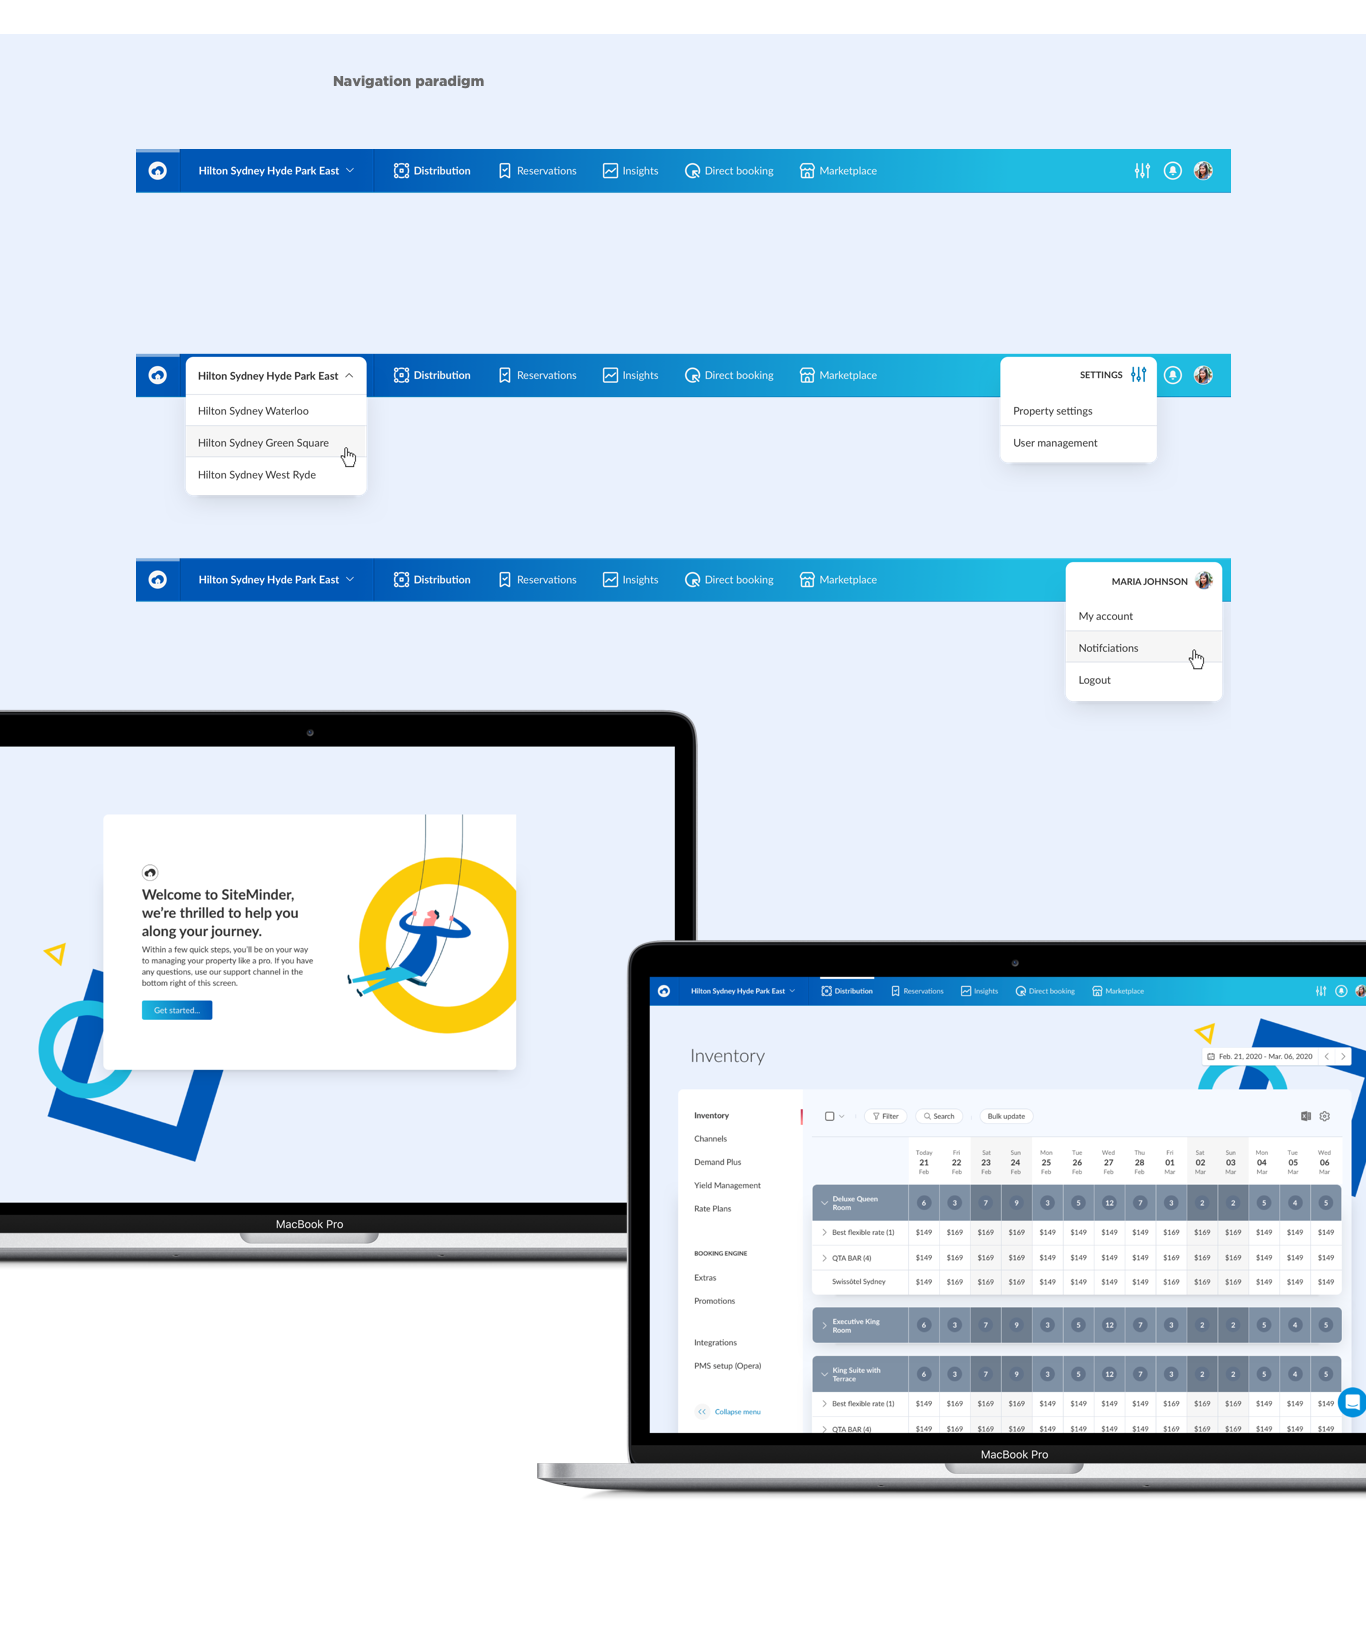 Navigation paradigm
Hilton Sydney Hyde Park East Distribution Reservations Insights Direct booking Marketplace
Hilton Sydney Hyde Park East Distribution Reservations Insights Direct booking Marketplace SETTINGS
Hilton Sydney Waterloo
Hilton Sydney Green Square
Hilton Sydney West Ryde
Property settings
User management
Hilton Sydney Hyde Park East Distribution Reservations Insights Direct booking Marketplace MARIA JOHNSON
My account
Notifciations
Logout
Welcome to SiteMinder,
we're thrilled to help you
along your journey.
Within a few quick steps, you'll be on your way
to managing your property like a pro. If you have
any questions, use our support channel in the
bottom right of this screen.
Get started...
MacBook Pro
Hilton Sydney Hyde Park East Distribution Reservations Insights Direct booking Marketplace
Inventory
Feb. 21, 2020 - Mar. 06, 2020
Inventory
Channels
Demand Plus
Yield Management
Rate Plans
BOOKING ENGINE
Extras
Promotions
Integrations
PMS setup (Opera)
Collapse menu
Filter Search Bulk update
Today Fri Sat Sun Mon Tue Wed Thu Fri Sat Sun Mon Tue Wed
21 22 23 24 25 26 27 28 01 02 03 04 05 06
Feb Feb Feb Feb Feb Feb Feb Feb Mar Mar Mar Mar Mar Mar
Deluxe Queen
Room
6 3 7 9 3 5 12 7 3 2 2 5 4 5
Best flexible rate (1) $149 $169 $169 $169 $149 $149 $149 $149 $169 $169 $169 $149 $149 $149
QTA BAR (4) $149 $149 $169 $169 $149 $149 $149 $149 $149 $169 $169 $149 $149 $149
Swissôtel Sydney $149 $149 $169 $169 $149 $149 $149 $149 $149 $169 $169 $149 $149 $149
Executive King
Room
6 3 7 9 3 5 12 7 3 2 2 5 4 5
King Suite with
Terrace
6 3 7 9 3 5 12 7 3 2 2 5 4 5
Best flexible rate (1) $149 $149 $169 $169 $149 $149 $149 $149 $149 $169 $169 $149 $149 $149
QTA BAR (4) $149 $149 $169 $169 $149 $149 $149 $149 $149 $169 $169 $149 $149 $149
MacBook Pro